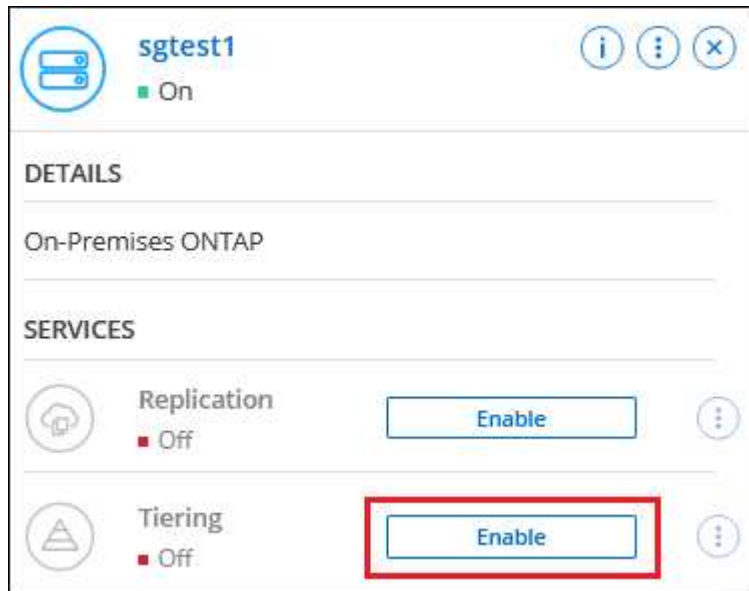 sgtest1
On
DETAILS
On-Premises ONTAP
SERVICES
Replication
Enable
Off
Tiering
Enable
Off